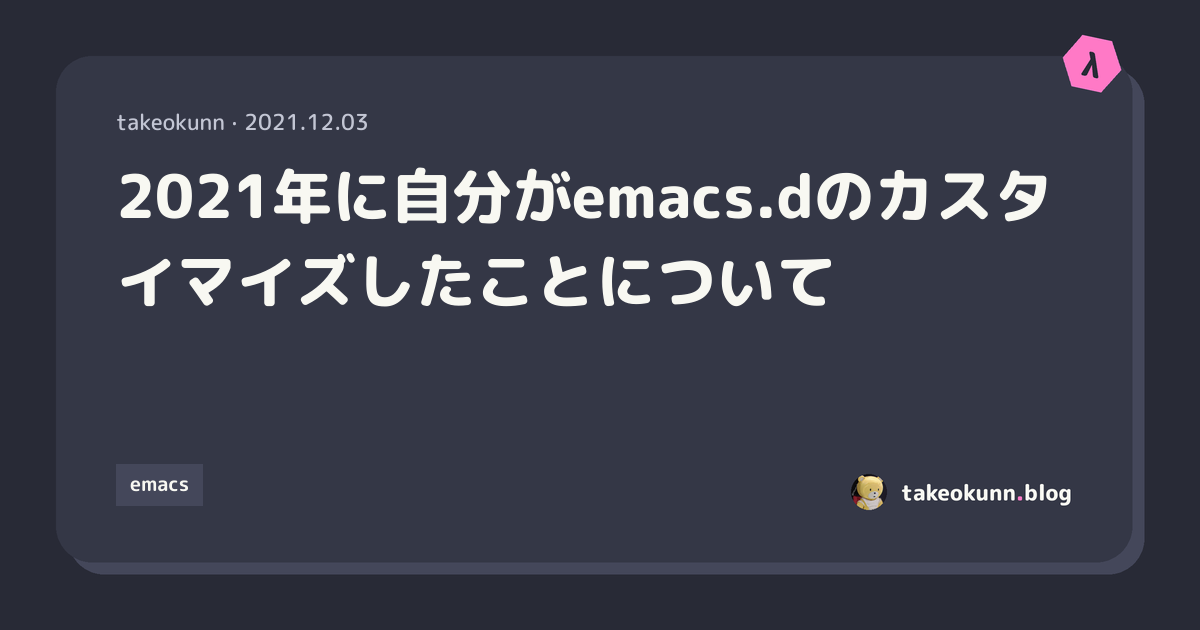 λ
takeokunn · 2021.12.03
2021年に自分がemacs.dのカスタ
イマイズしたことについて
emacs
takeokunn.blog